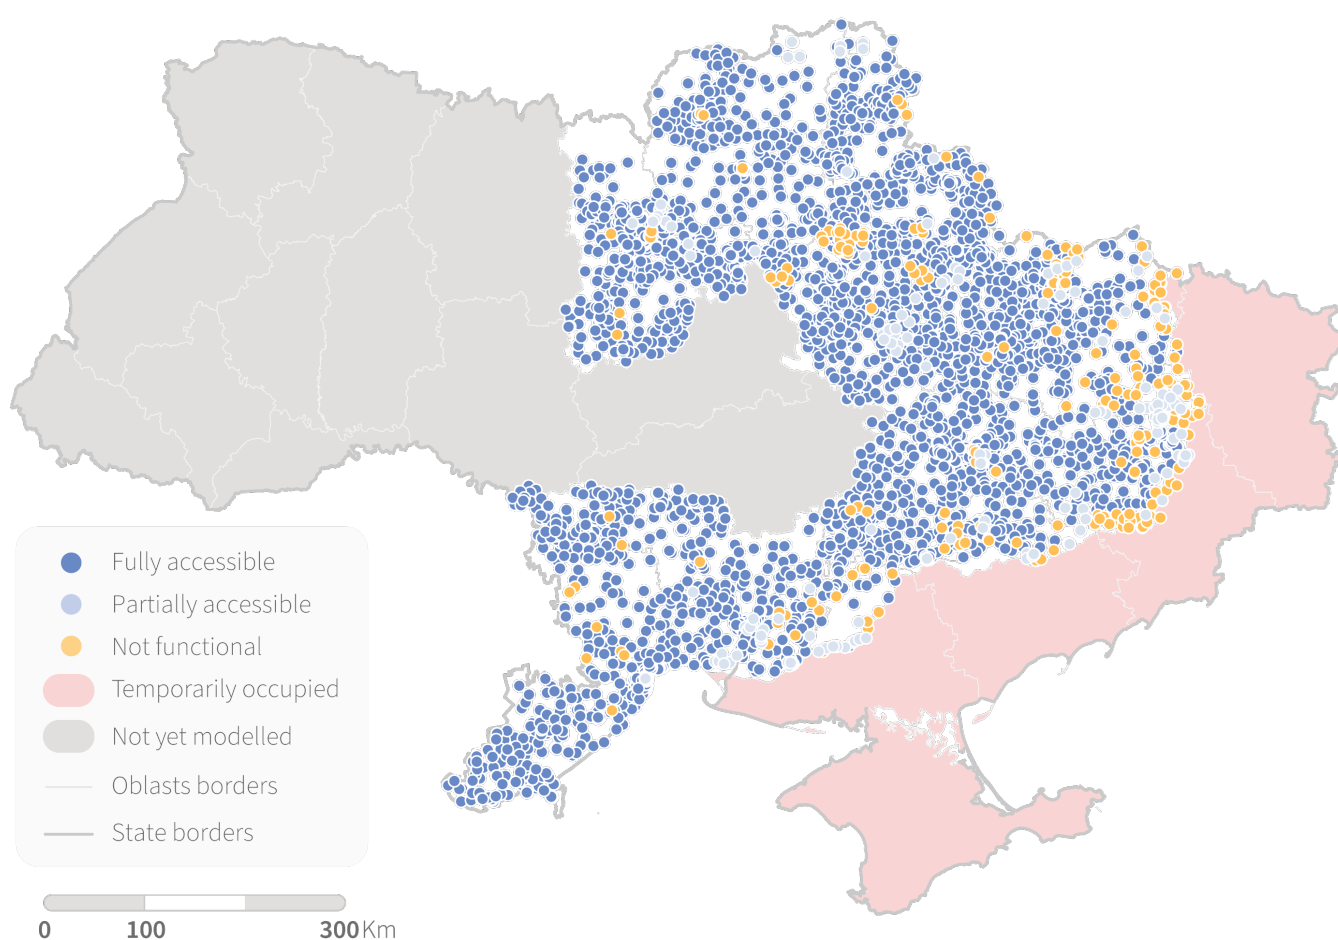 Fully accessible
Partially accessible
Not functional
Temporarily occupied
Not yet modelled
Oblasts borders
State borders
0 100 300 Km